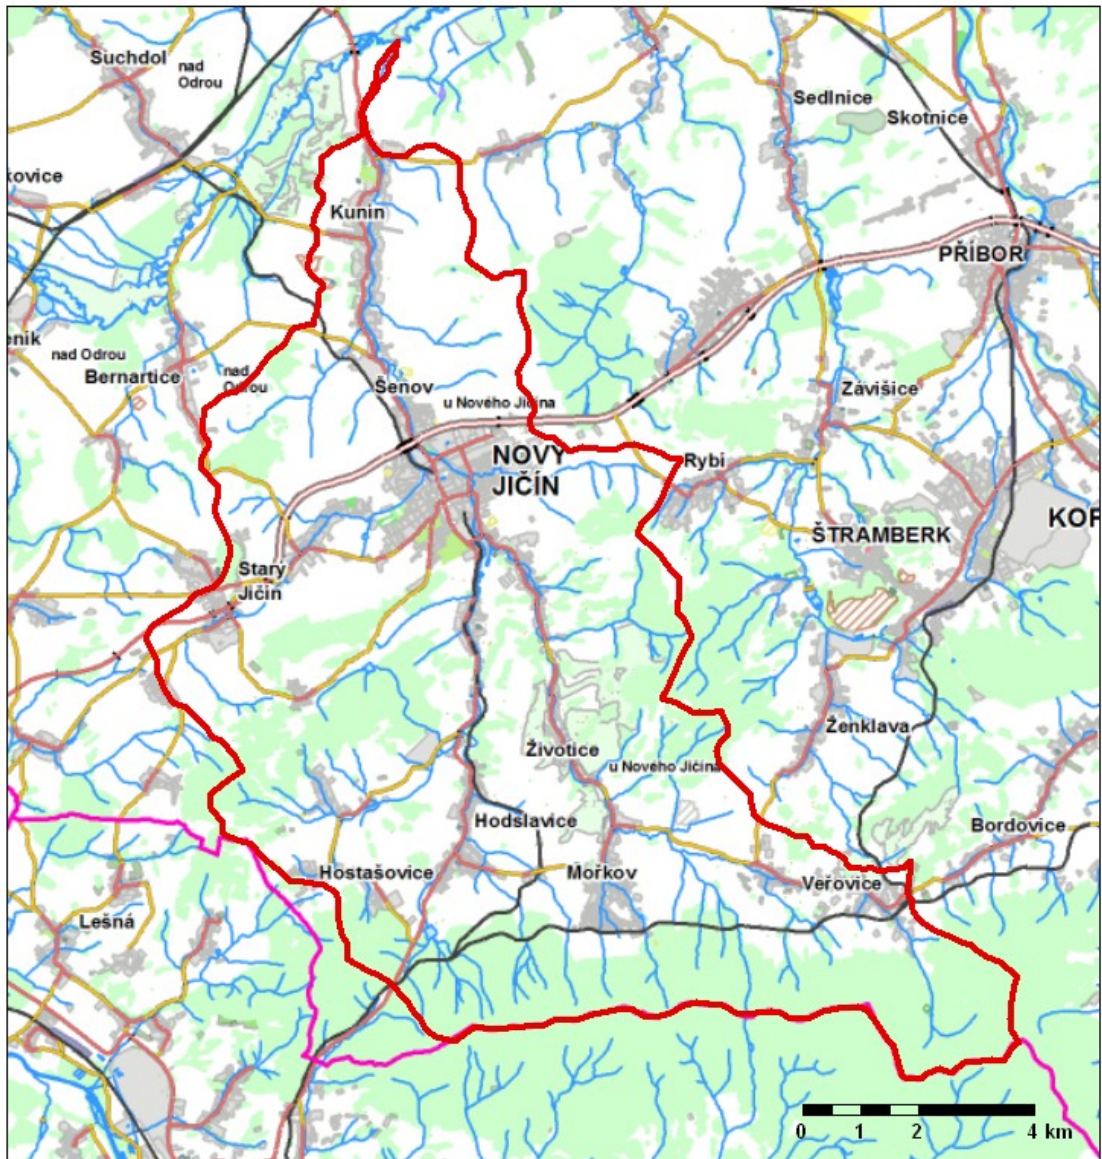 Suchdol
nad
Odrou
Sedlnice
Skotnice
kovice
Kunín
PŘÍBOR
eník
nad Odrou
Bernartice
nad
Odrou
Šenov
u Nového Jičína
Závišice
NOVÝ
JIČÍN
Rybí
KOP
ŠTRAMBERK
Starý
Jičín
Ženklava
Životice
u Nového Jičína
Hodslavice
Bordovice
Hostašovice
Mořkov
Veřovice
Lešná
0 1 2 4 km